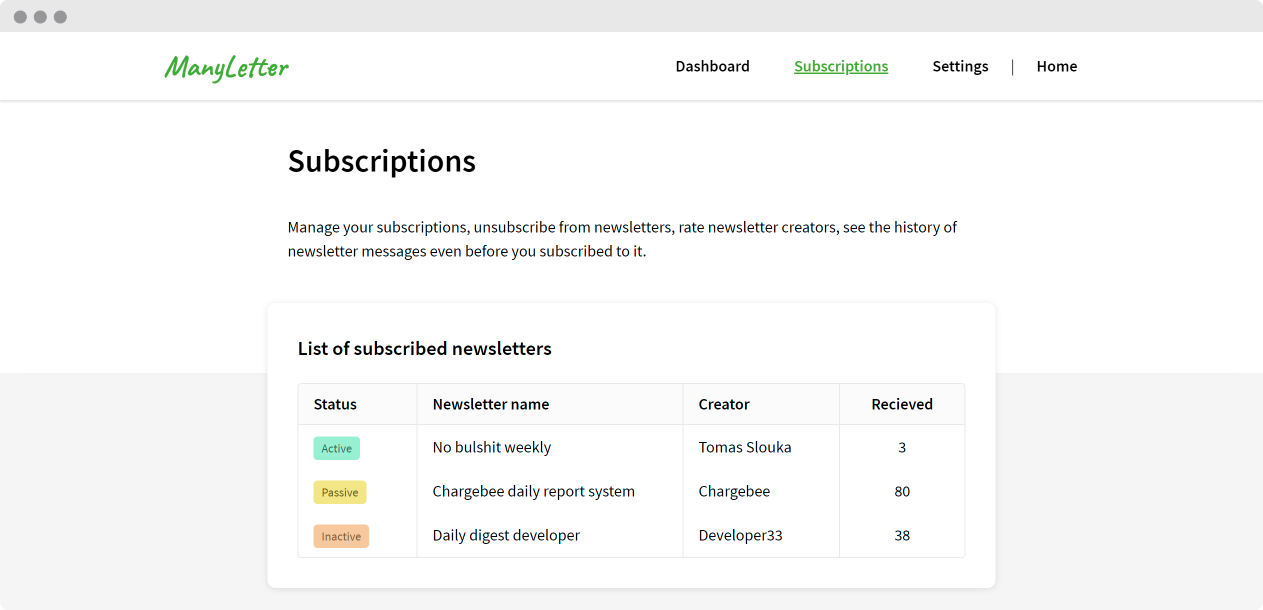 ManyLetter
Dashboard Subscriptions Settings | Home
Subscriptions
Manage your subscriptions, unsubscribe from newsletters, rate newsletter creators, see the history of
newsletter messages even before you subscribed to it.
List of subscribed newsletters
Status Newsletter name Creator Recieved
Active No bulshit weekly Tomas Slouka 3
Passive Chargebee daily report system Chargebee 80
Inactive Daily digest developer Developer33 38